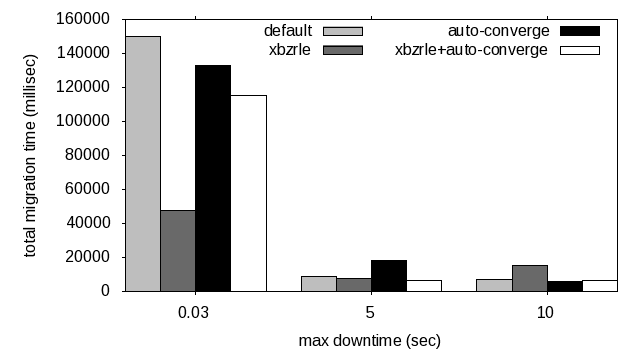 160000
140000
120000
100000
80000
60000
40000
20000
0
total migration time (millisec)
default
xbzrle
auto-converge
xbzrle+auto-converge
0.03 5 10
max downtime (sec)